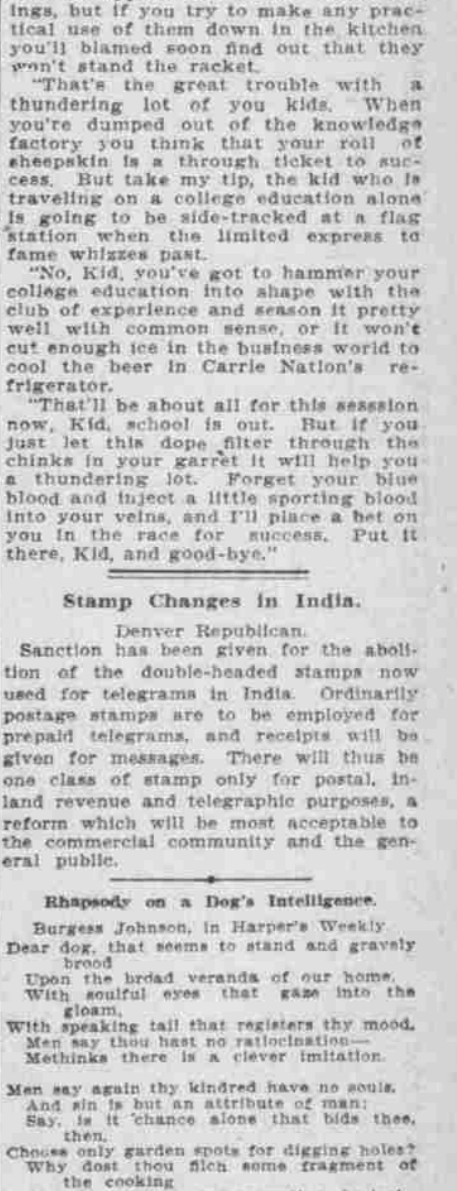 ings, but if you try to make any prac-
tical use of them down in the kitchen
you'll blamed soon find out that they
won't stand the racket.
"That's the great trouble with a
thundering lot of you kids. When
you're dumped out of the knowledge
factory you think that your roll of
sheepskin is a through ticket to suc-
cess. But take my tip, the kid who is
traveling on a college education alone
is going to be side-tracked at a flag
station when the limited express to
fame whizzes past.
"No, Kid, you've got to hammer your
college education into shape with the
club of experience and season it pretty
well with common sense, or it won't
cut enough ice in the business world to
cool the beer in Carrie Nation's re-
frigerator.
"That'll be about all for this sesssion
now, Kid, school is out. But if you
just let this dope filter through the
chinks in your garret it will help you
a thundering lot. Forget your blue
blood and inject a little sporting blood
into your veins, and I'll place a bet on
you in the race for success. Put it
there, Kid, and good-bye."
Stamp Changes in India.
Denver Republican.
Sanction has been given for the aboli-
tion of the double-headed stamps now
used for telegrams in India. Ordinarily
postage stamps are to be employed for
prepaid telegrams, and receipts will be
given for messages. There will thus be
one class of stamp only for postal, in-
land revenue and telegraphic purposes, a
reform which will be most acceptable to
the commercial community and the gen-
eral public.
Rhapsody on a Dog's Intelligence.
Burgess Johnson, in Harper's Weekly
Dear dog, that seems to stand and gravely
brood
Upon the broad veranda of our home,
With soulful eyes that gaze into the
gloam,
With speaking tail that registers thy mood,
Men say thou hast no ratiocination—
Methinks there is a clever imitation.
Men say again thy kindred have no souls,
And sin is but an attribute of man;
Say, is it chance alone that bids thee,
then,
Choose only garden spots for digging holes?
Why dost thou filch some fragment of
the cooking